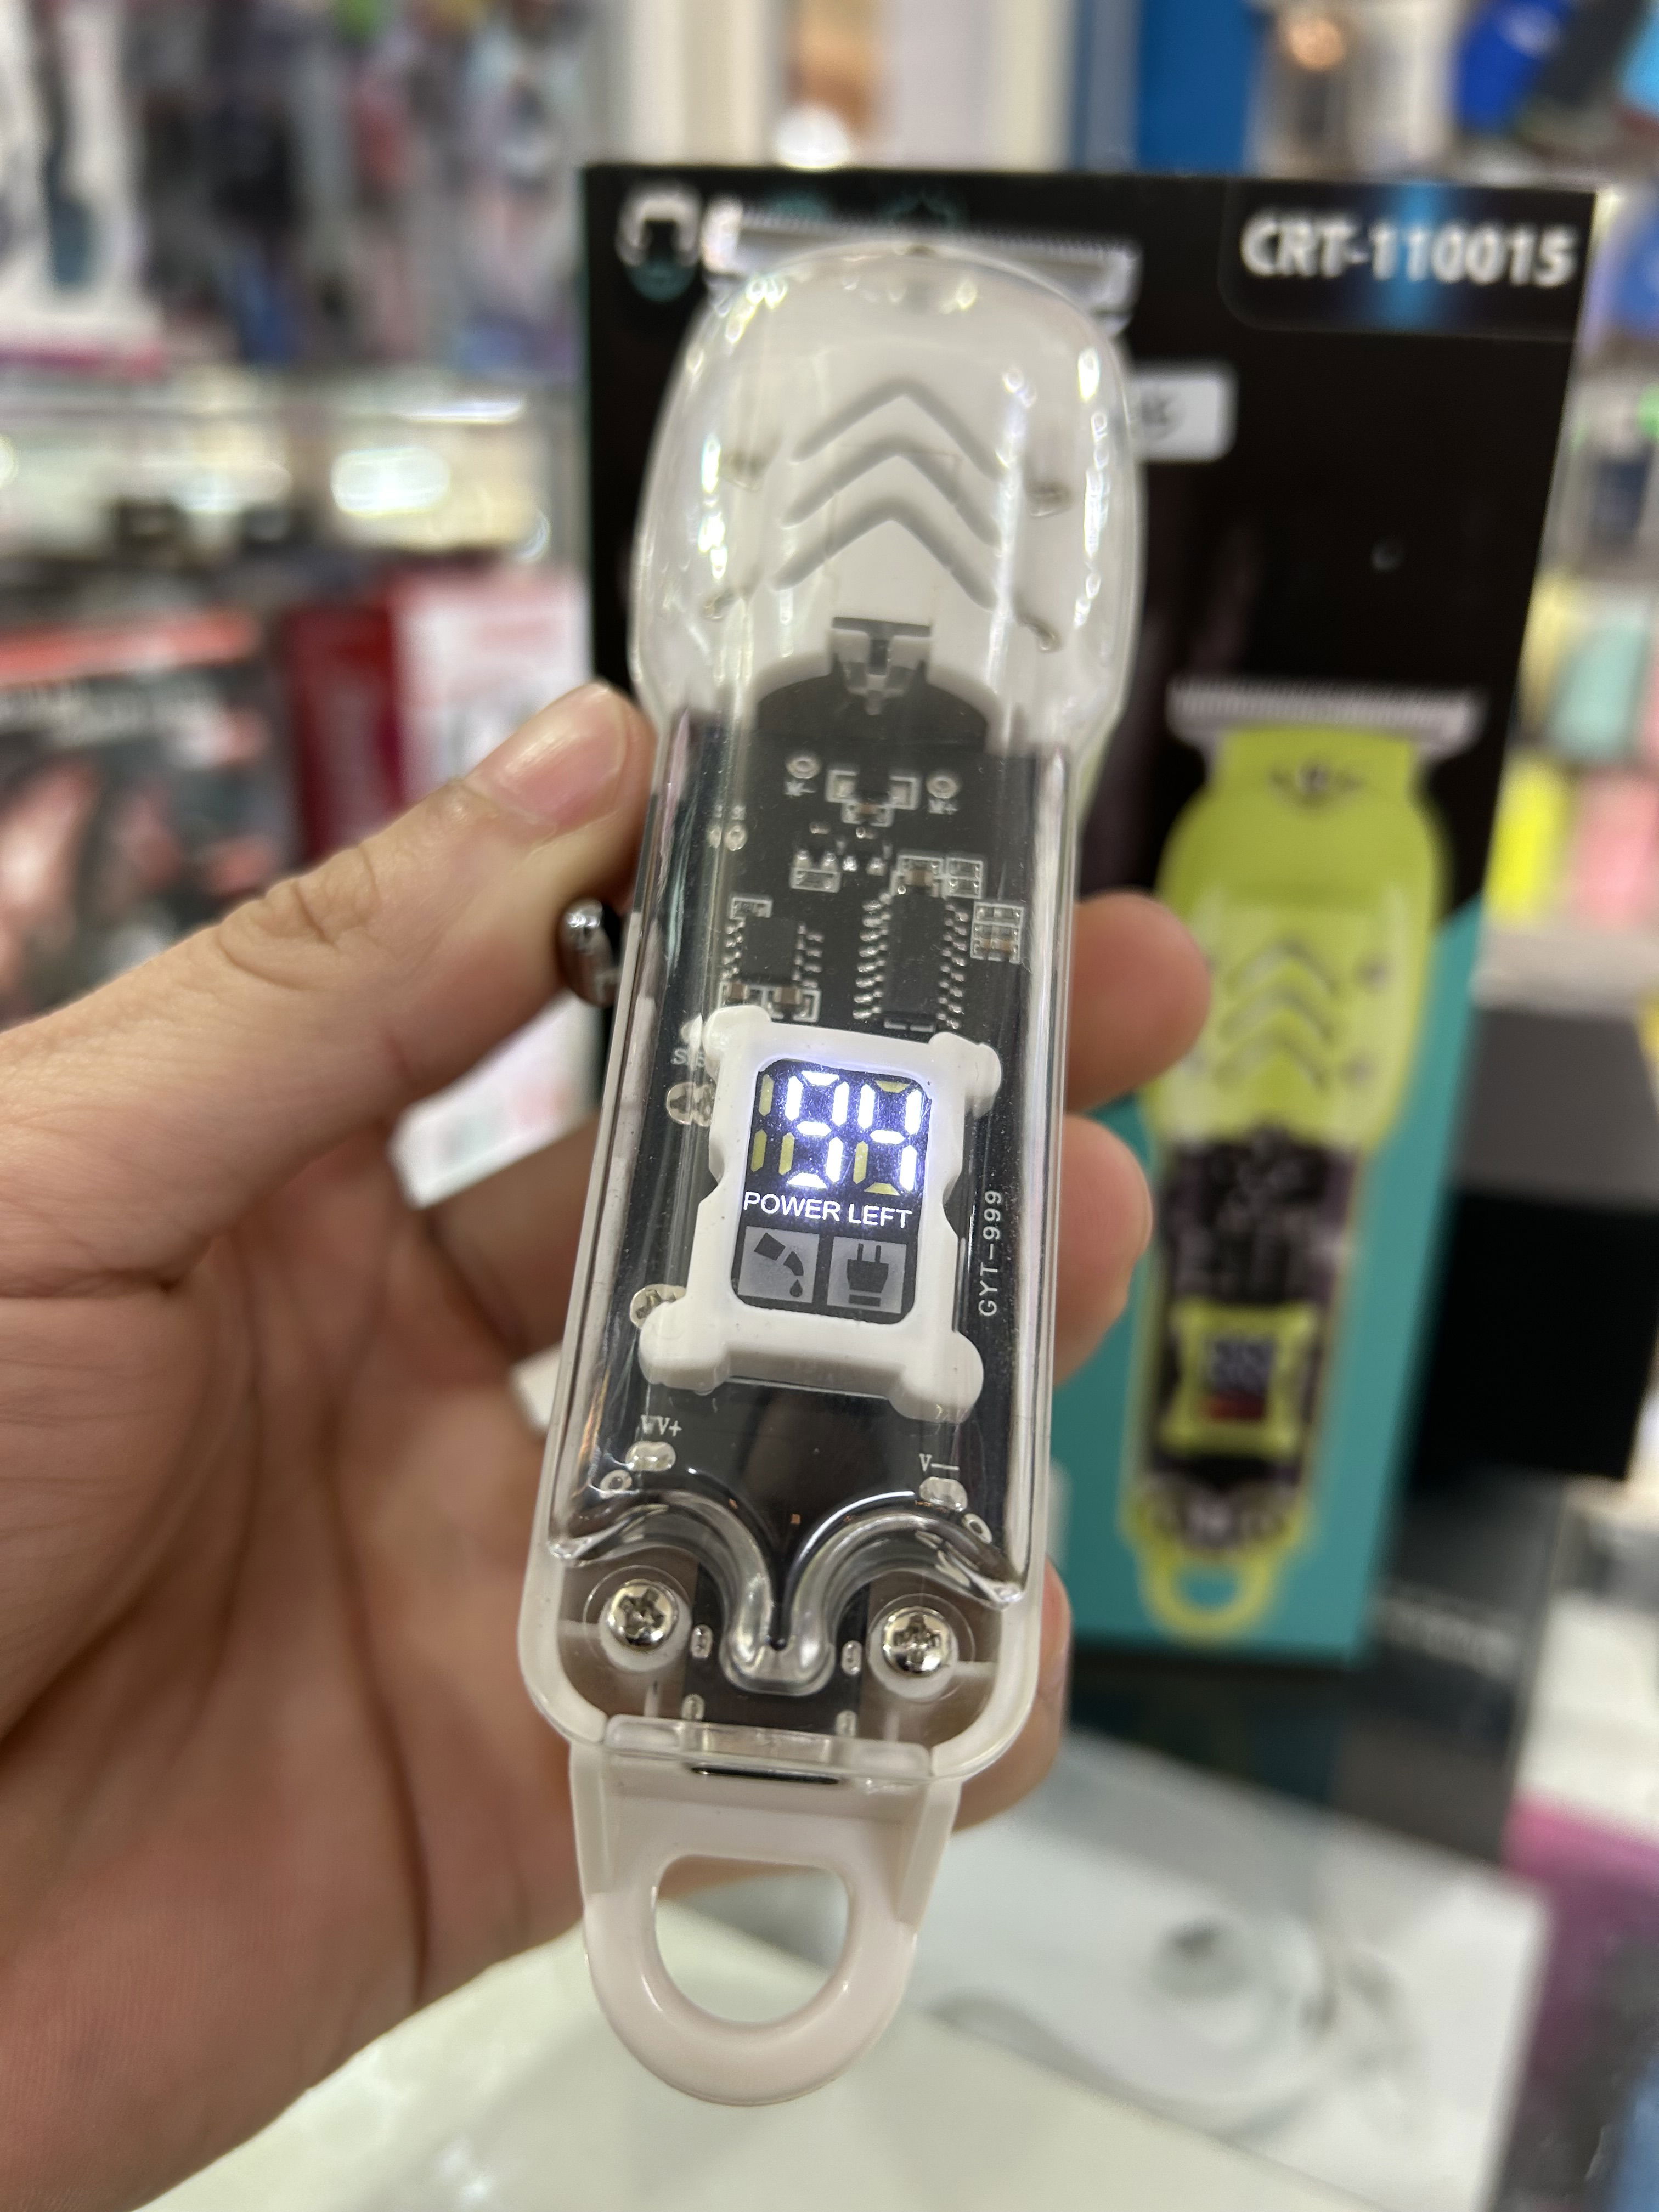 CRT-110015
M-
M+
94
POWER LEFT
GYT-999
V+
V-